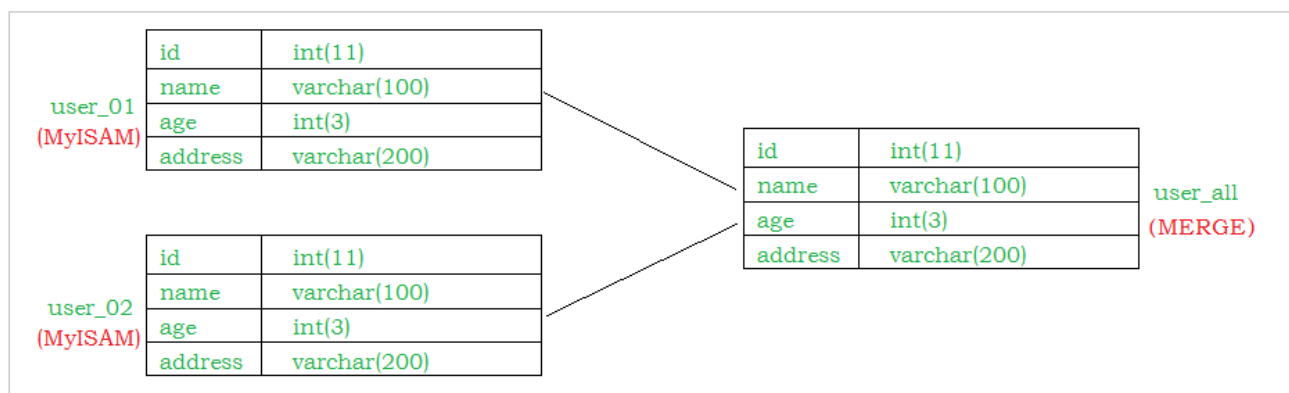 id int(11)
name varchar(100)
user_01
(MyISAM)
age int(3)
address varchar(200)
id int(11)
name varchar(100)
user_02
(MyISAM)
age int(3)
address varchar(200)
id int(11)
name varchar(100)
user_all
(MERGE)
age int(3)
address varchar(200)